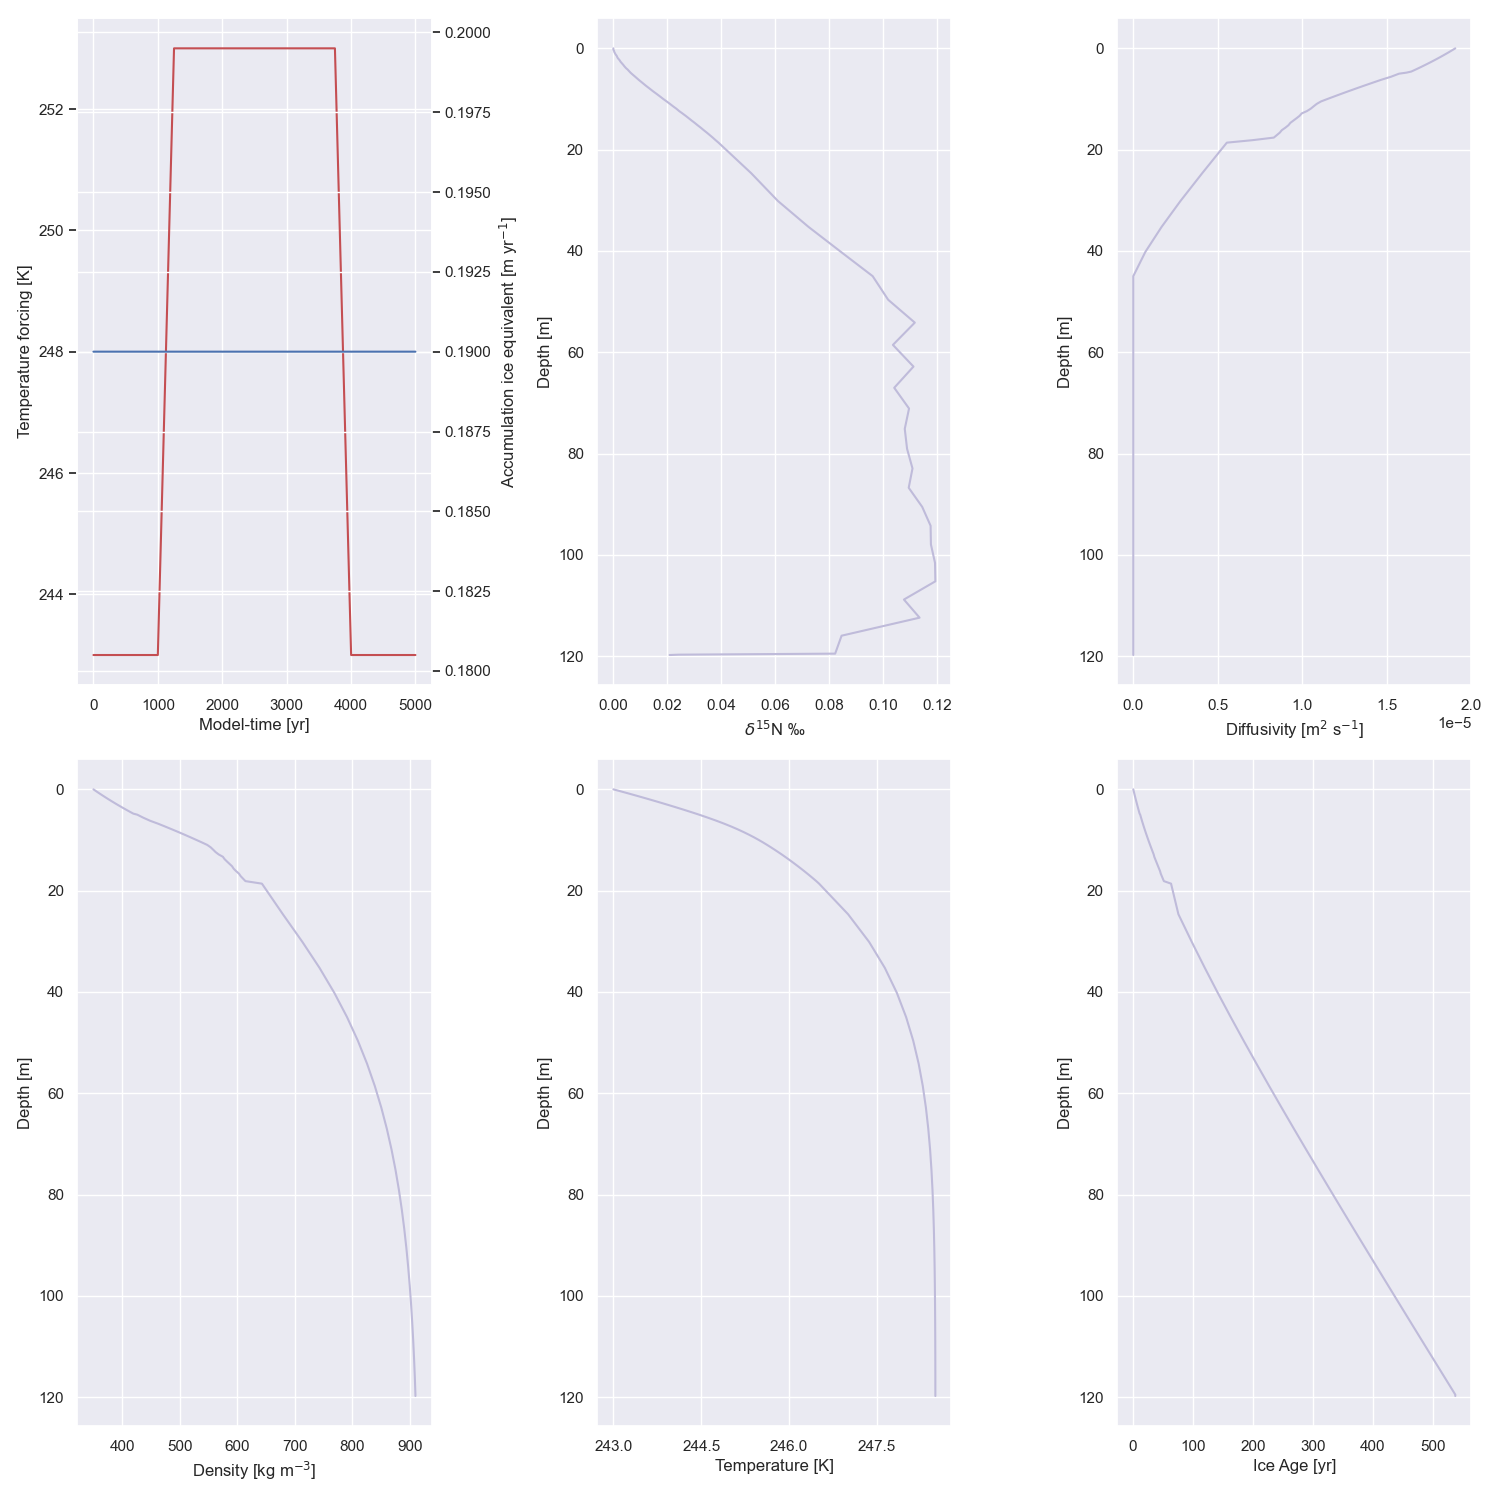 Temperature forcing [K]
252
250
248
246
244
0.2000
0.1975
0.1950
0.1925
0.1900
0.1875
0.1850
0.1825
0.1800
Accumulation ice equivalent [m yr⁻¹]
0 1000 2000 3000 4000 5000
Model-time [yr]
Depth [m]
0
20
40
60
80
100
120
0.00 0.02 0.04 0.06 0.08 0.10 0.12
δ¹⁵N ‰
Depth [m]
0
20
40
60
80
100
120
0.0 0.5 1.0 1.5 2.0
1e−5
Diffusivity [m² s⁻¹]
Depth [m]
0
20
40
60
80
100
120
400 500 600 700 800 900
Density [kg m⁻³]
Depth [m]
0
20
40
60
80
100
120
243.0 244.5 246.0 247.5
Temperature [K]
Depth [m]
0
20
40
60
80
100
120
0 100 200 300 400 500
Ice Age [yr]